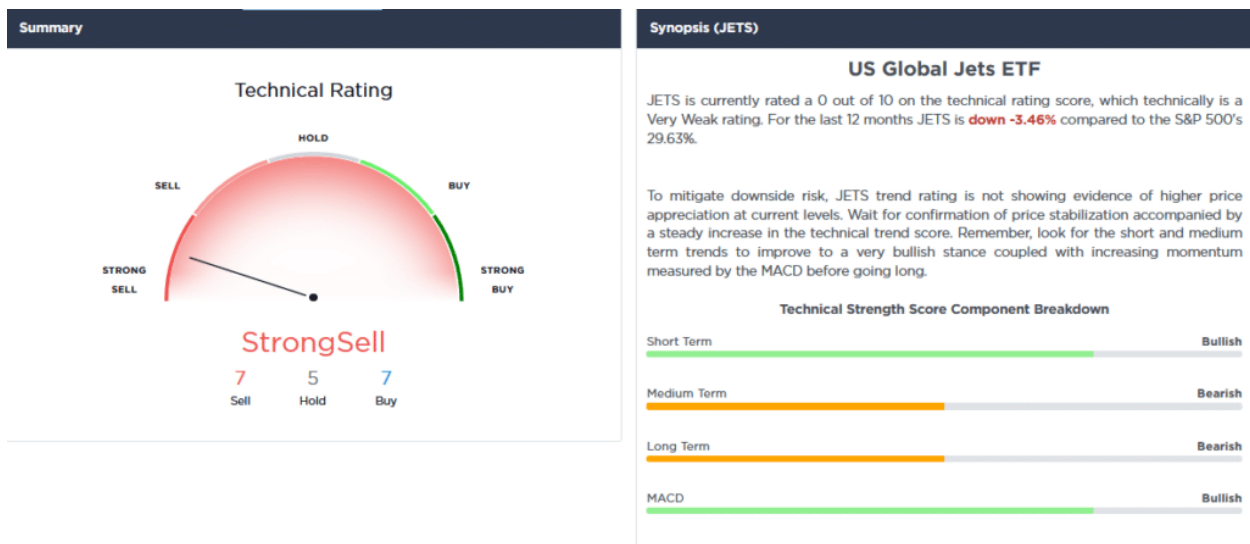 Summary
Technical Rating
HOLD
SELL
BUY
STRONG
SELL
STRONG
BUY
StrongSell
7
5
7
Sell
Hold
Buy
Synopsis (JETS)
US Global Jets ETF
JETS is currently rated a 0 out of 10 on the technical rating score, which technically is a
Very Weak rating. For the last 12 months JETS is down -3.46% compared to the S&P 500's
29.63%.
To mitigate downside risk, JETS trend rating is not showing evidence of higher price
appreciation at current levels. Wait for confirmation of price stabilization accompanied by
a steady increase in the technical trend score. Remember, look for the short and medium
term trends to improve to a very bullish stance coupled with increasing momentum
measured by the MACD before going long.
Technical Strength Score Component Breakdown
Short Term Bullish
Medium Term Bearish
Long Term Bearish
MACD Bullish